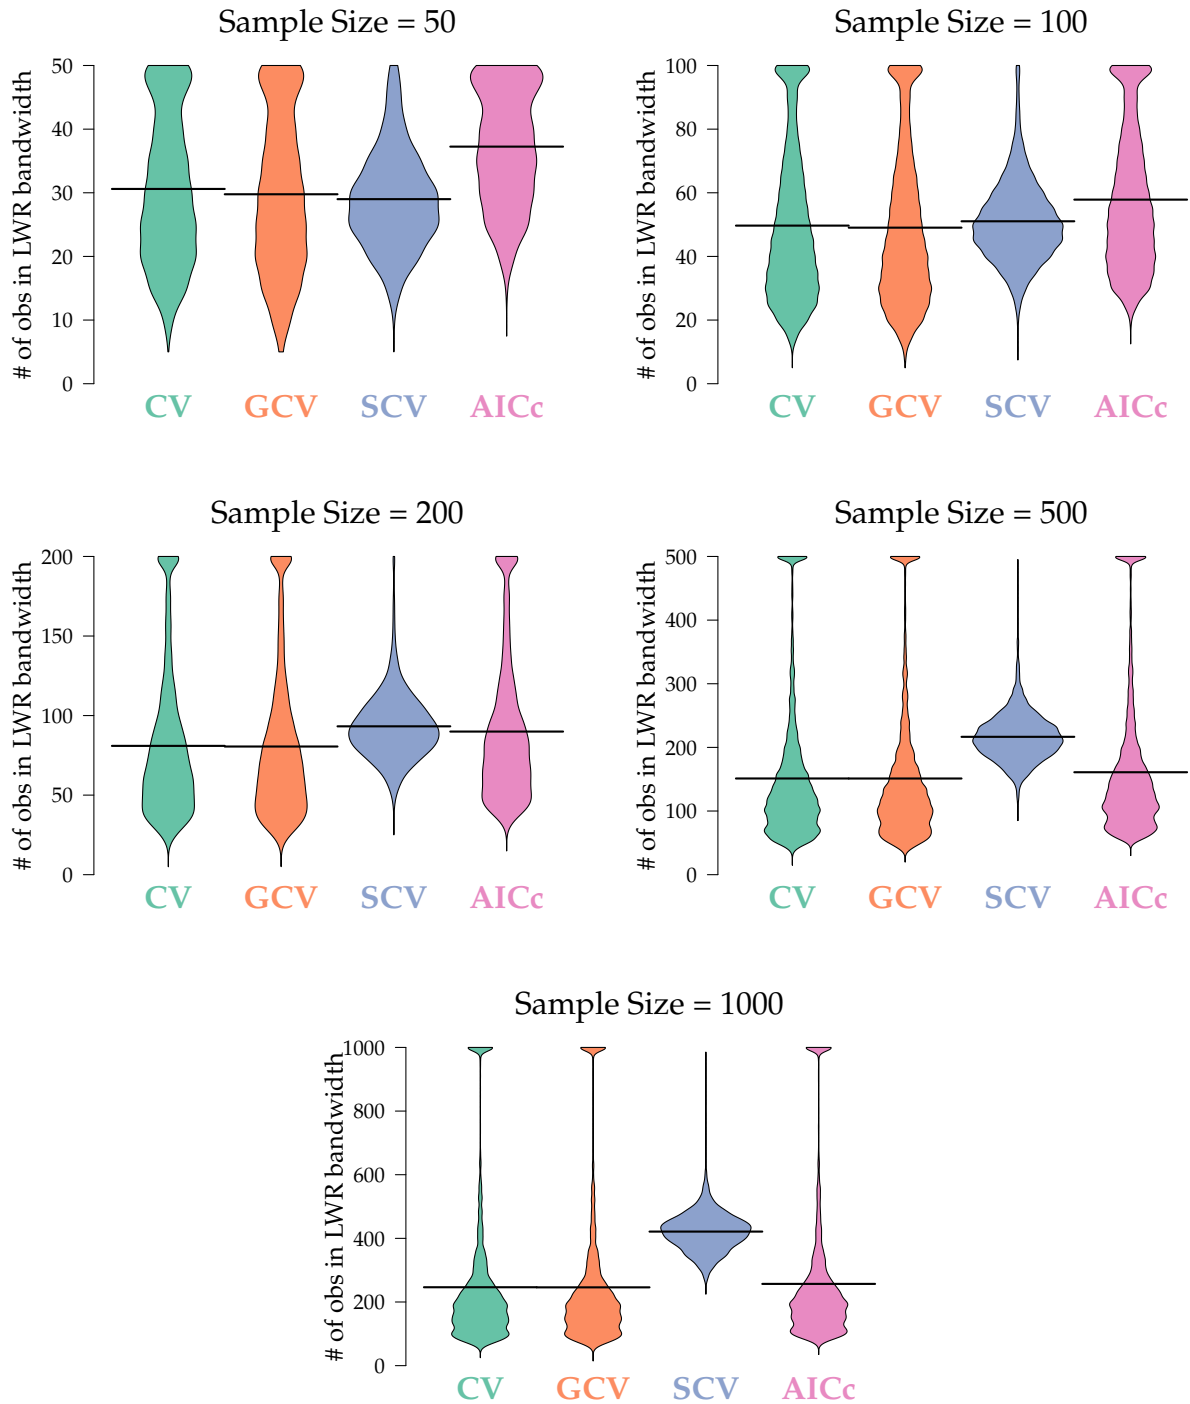 Sample Size = 50
# of obs in LWR bandwidth
50
40
30
20
10
0
CV GCV SCV AICc
Sample Size = 100
# of obs in LWR bandwidth
100
80
60
40
20
0
CV GCV SCV AICc
Sample Size = 200
# of obs in LWR bandwidth
200
150
100
50
0
CV GCV SCV AICc
Sample Size = 500
# of obs in LWR bandwidth
500
400
300
200
100
0
CV GCV SCV AICc
Sample Size = 1000
# of obs in LWR bandwidth
1000
800
600
400
200
0
CV GCV SCV AICc